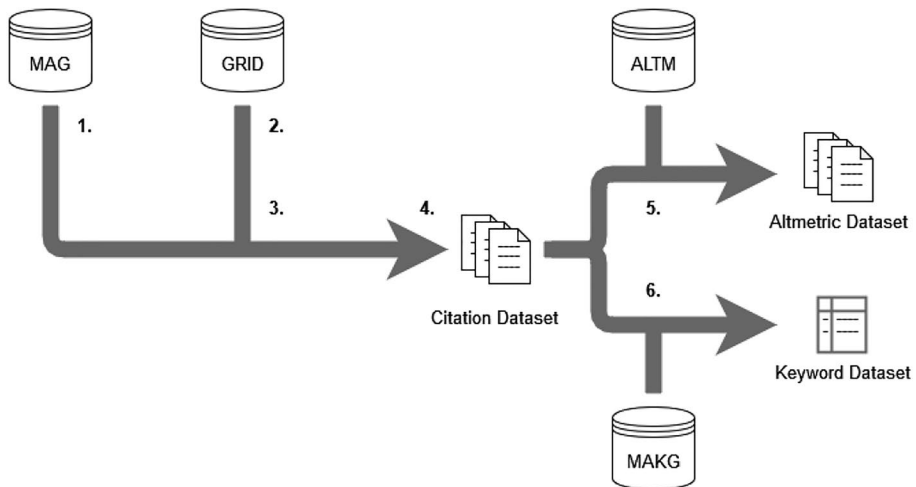 MAG
GRID
ALTM
1.
2.
3.
4.
5.
Altmetric Dataset
Citation Dataset
6.
Keyword Dataset
MAKG